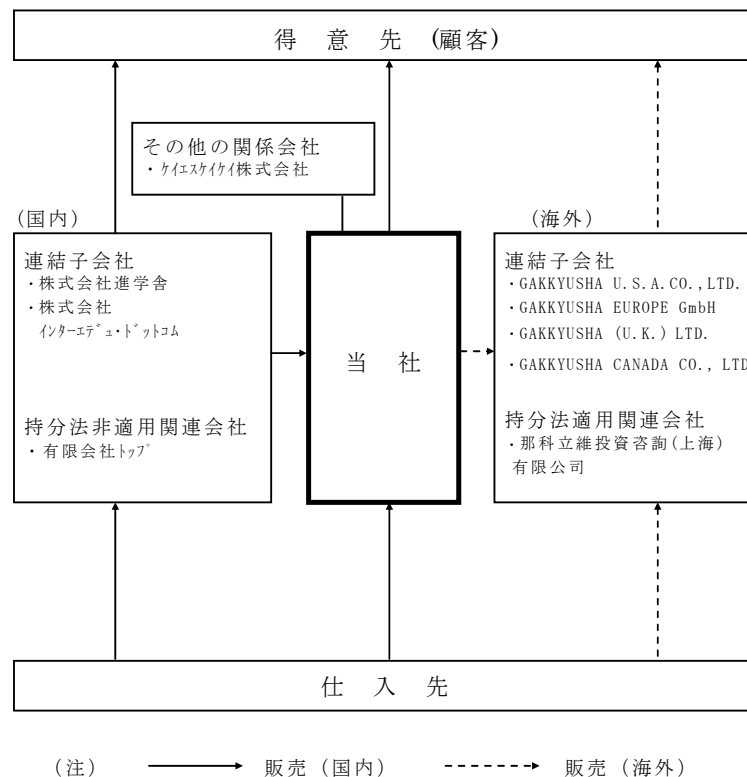 得 意 先 (顧客)
その他の関係会社
・ｹｲｴｽｹｲｹｲ株式会社
(国内)
(海外)
連結子会社
・株式会社進学舎
・株式会社
ｲﾝﾀｰｴﾃﾞｭ・ﾄﾞｯﾄｺﾑ
持分法非適用関連会社
・有限会社ﾄｯﾌﾟ
当 社
連結子会社
・GAKKYUSHA U.S.A.CO.,LTD.
・GAKKYUSHA EUROPE GmbH
・GAKKYUSHA (U.K.) LTD.
・GAKKYUSHA CANADA CO., LTD
持分法適用関連会社
・那科立維投資咨詢(上海)
有限公司
仕 入 先
(注) 販売 (国内) 販売 (海外)